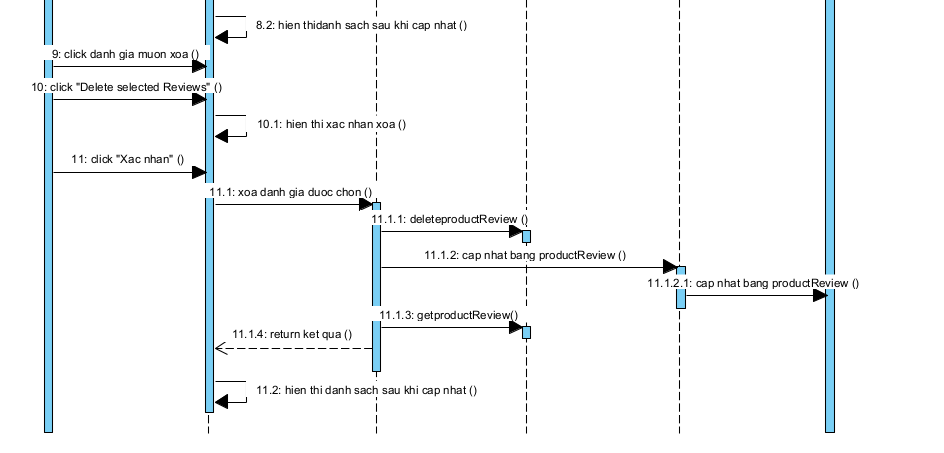 8.2: hien thidanh sach sau khi cap nhat ()
9: click danh gia muon xoa ()
10: click "Delete selected Reviews" ()
10.1: hien thi xac nhan xoa ()
11: click "Xac nhan" ()
11.1: xoa danh gia duoc chon ()
11.1.1: deleteproductReview ()
11.1.2: cap nhat bang productReview ()
11.1.2.1: cap nhat bang productReview ()
11.1.3: getproductReview()
11.1.4: return ket qua ()
11.2: hien thi danh sach sau khi cap nhat ()